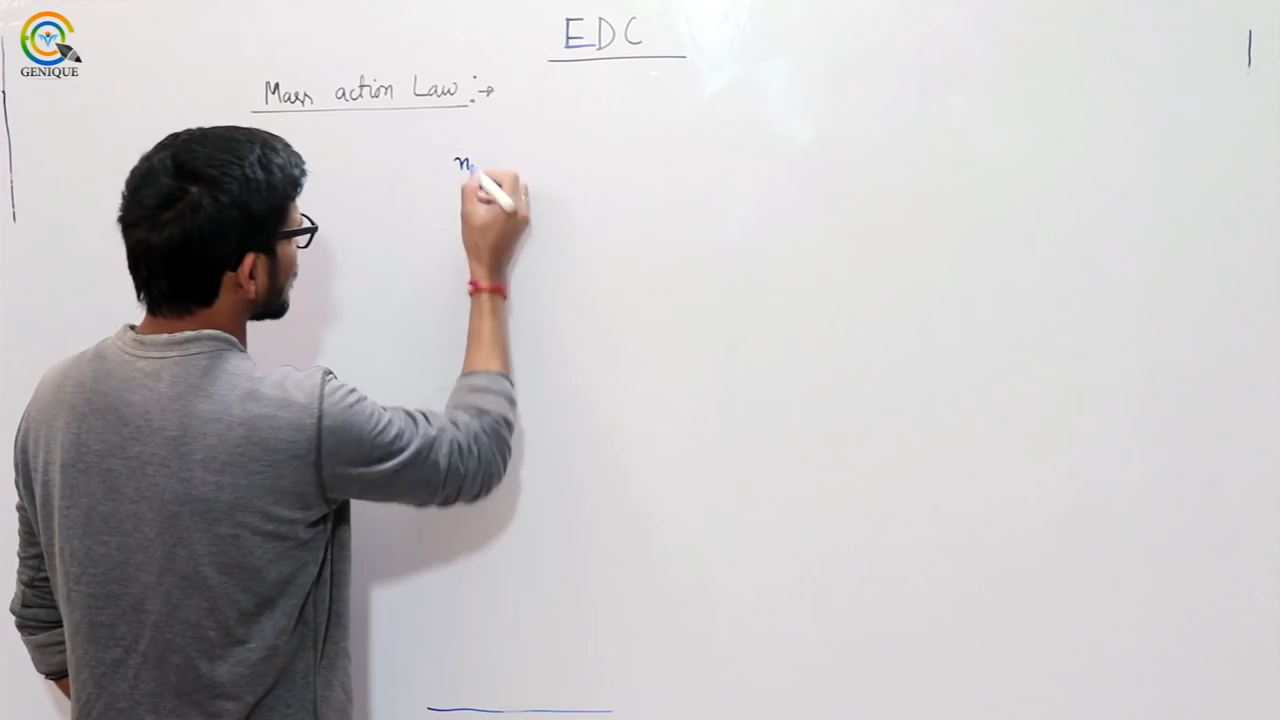 GENIQUE
EDC
Mass action Law :→
n